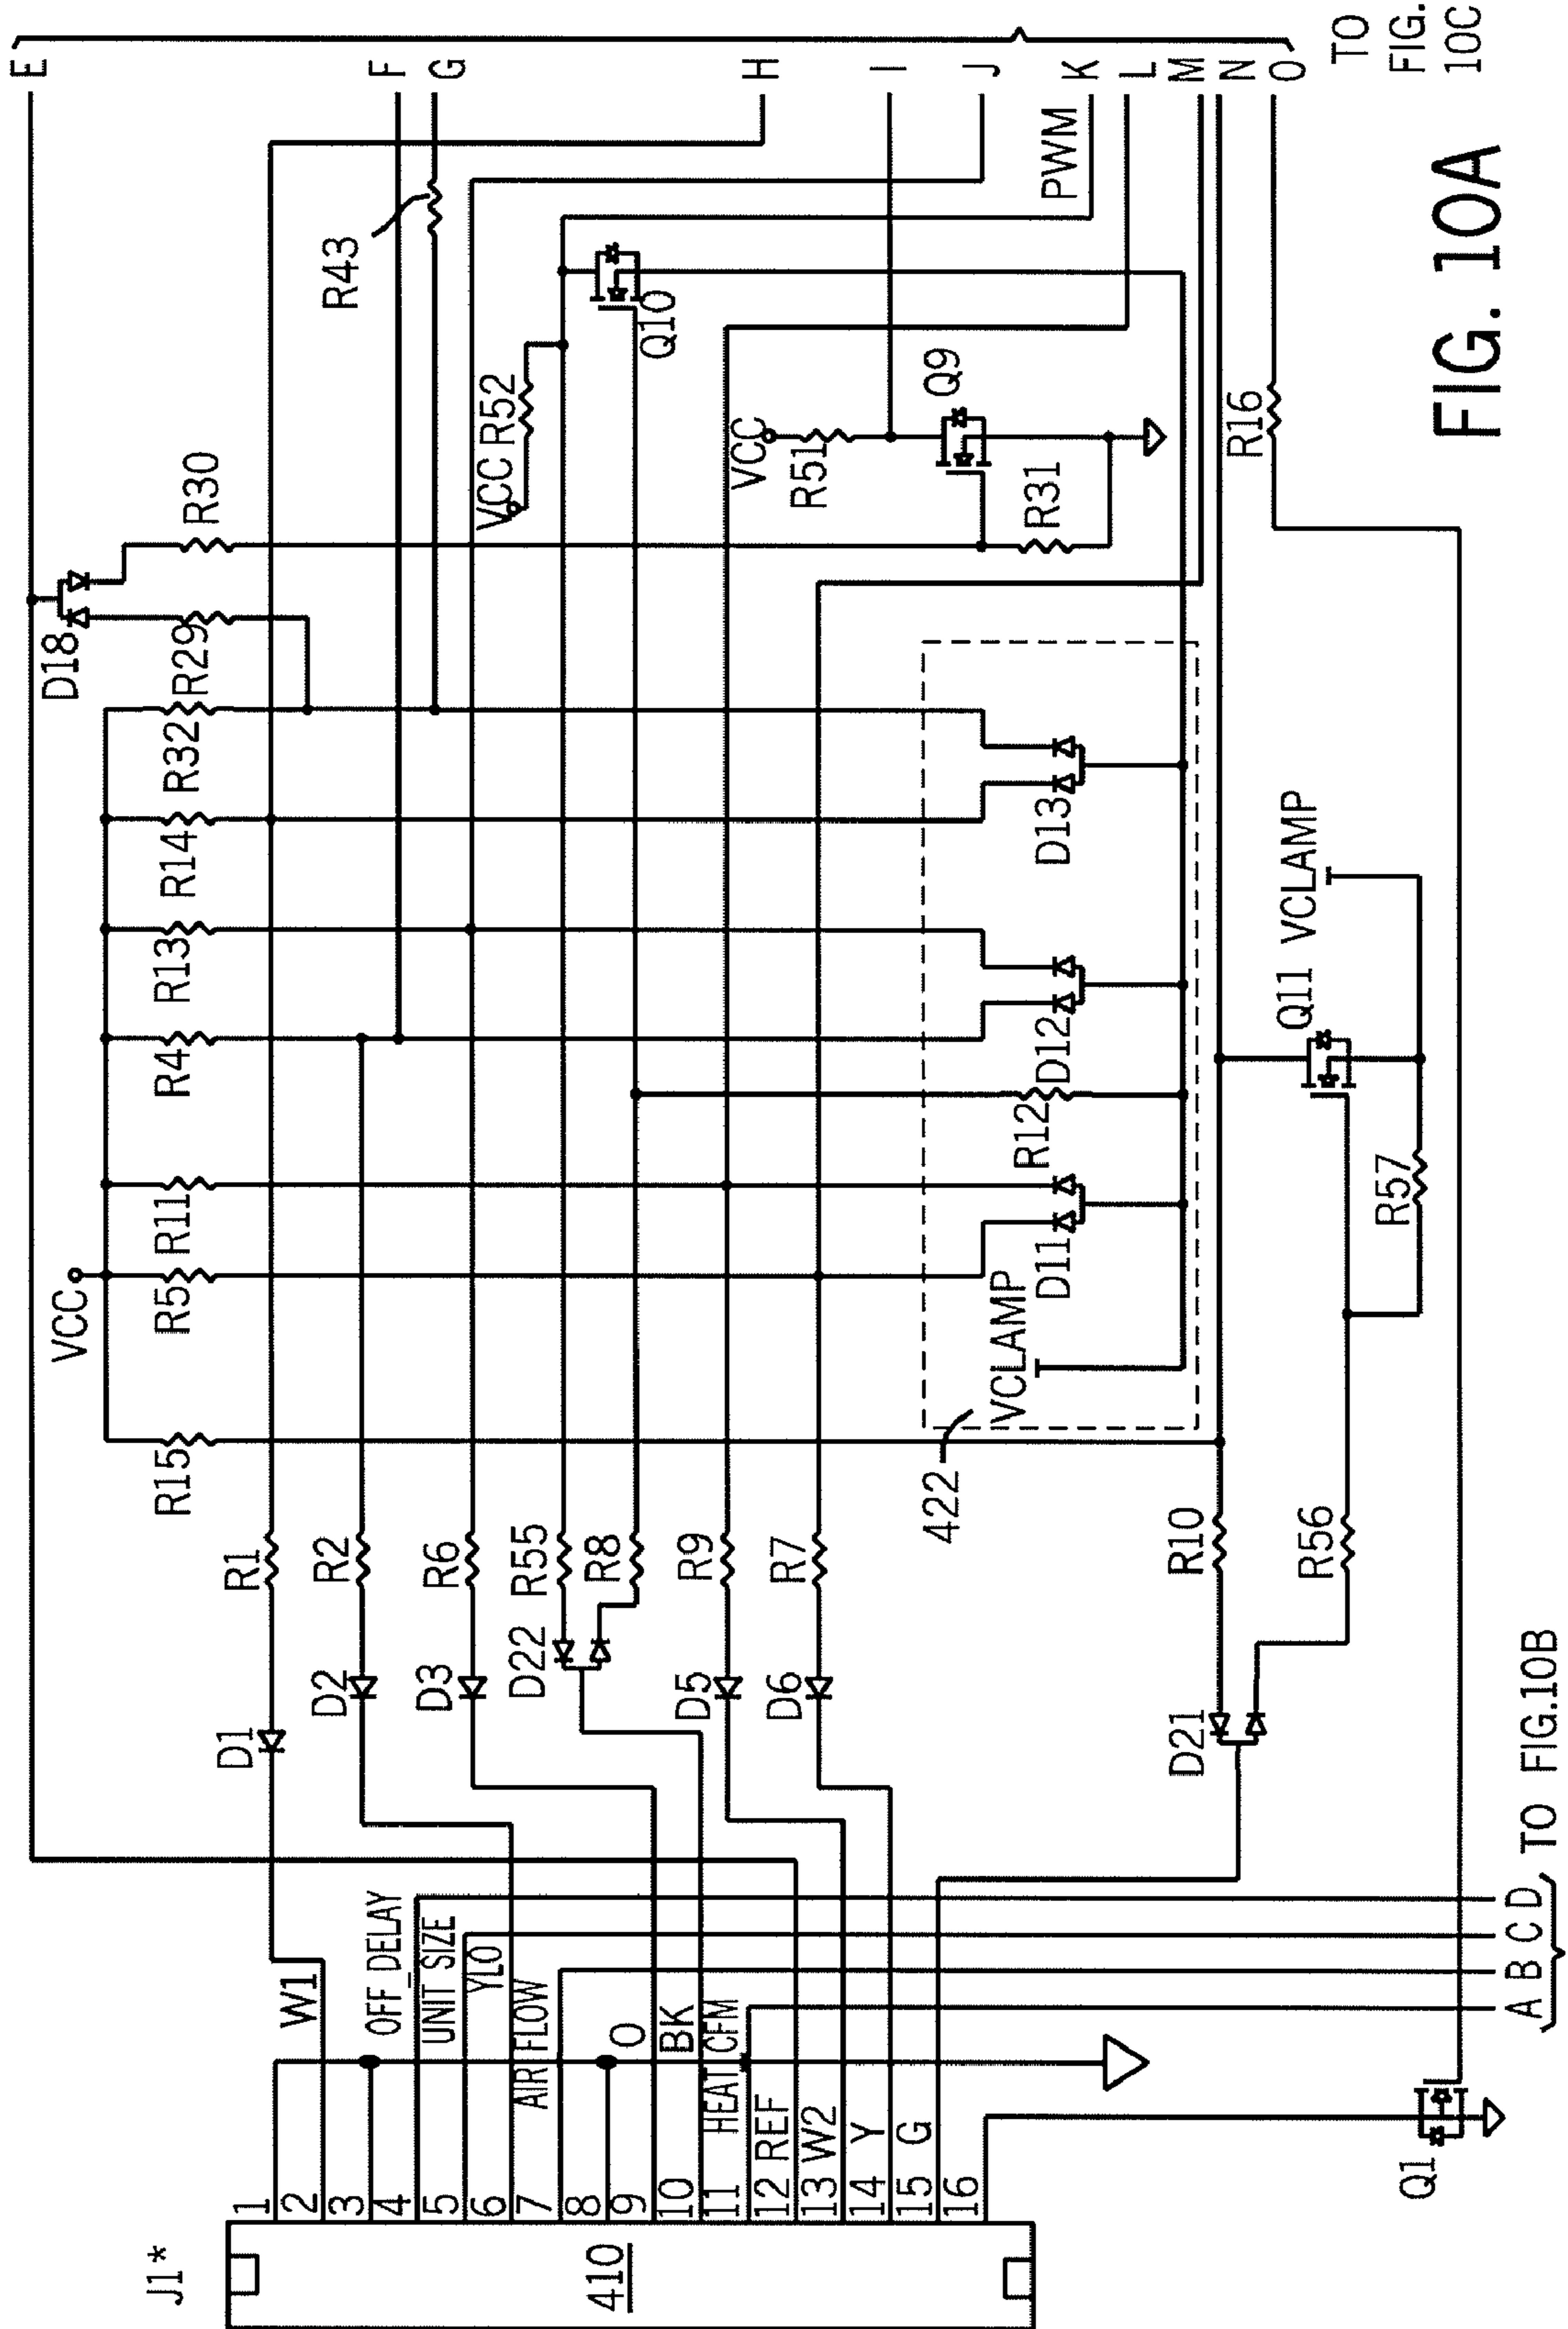 J1*
410
1
2
3
4
5
6
7
8
9
10
11
12
13
14
15
16
W1
OFF_DELAY
UNIT SIZE
YLO
AIR FLOW
O
BK
HEAT CFM
REF
W2
Y
G
Q1
A B C D
TO FIG.10B
D1
D2
D3
D22
D5
D6
D21
R1
R2
R6
R55
R8
R9
R7
R10
R56
R15
VCC
R5
R11
R4
R13
R14
R32
R29
D18
R30
R43
422
VCLAMP
D11
R12
D12
D13
R57
Q11
VCLAMP
VCC
R52
Q10
VCC
R51
Q9
R31
R16
PWM
E
F
G
H
I
J
K
L
M
N
O
TO
FIG.
10C
FIG. 10A